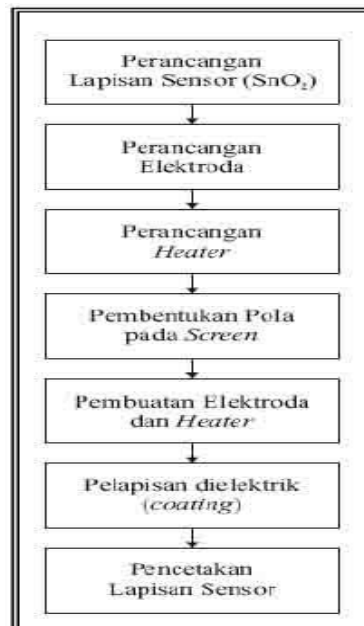 Perancangan
Lapisan Sensor (SnO₂)
Perancangan
Elektroda
Perancangan
Heater
Pembentukan Pola
pada Screen
Pembuatan Elektroda
dan Heater
Pelapisan dielektrik
(coating)
Pencetakan
Lapisan Sensor